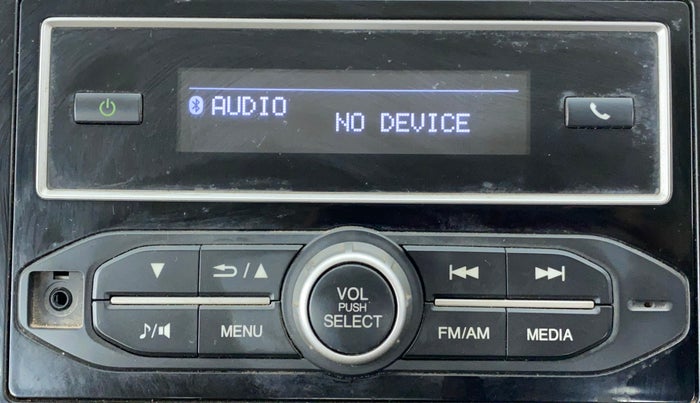 AUDIO
NO DEVICE
VOL
PUSH
SELECT
MENU
FM/AM
MEDIA